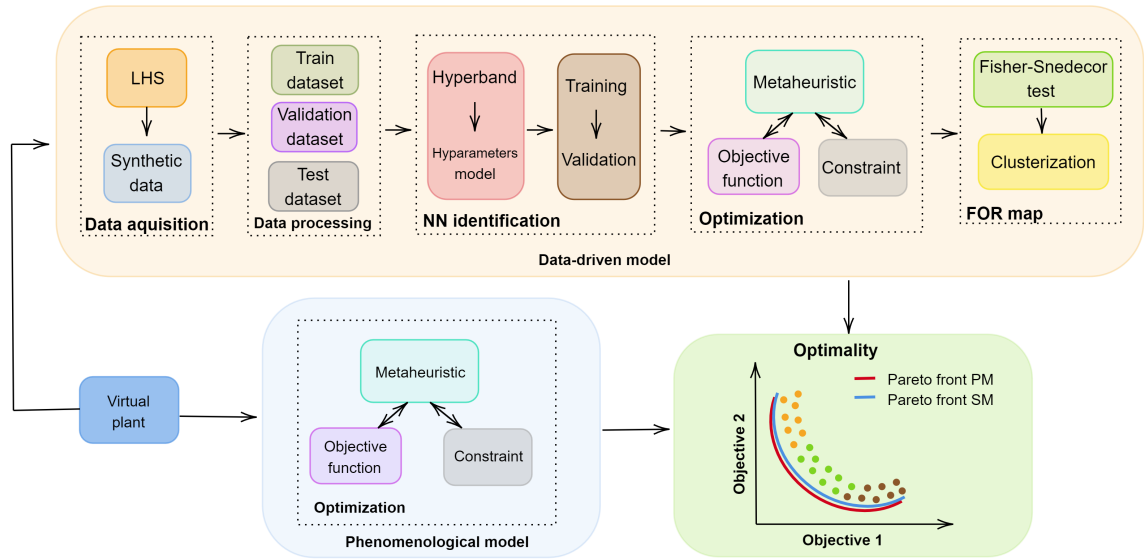 LHS
Synthetic
data
Data aquisition
Train
dataset
Validation
dataset
Test
dataset
Data processing
Hyperband
Hyparameters
model
Training
Validation
NN identification
Metaheuristic
Objective
function
Constraint
Optimization
Fisher-Snedecor
test
Clusterization
FOR map
Data-driven model
Virtual
plant
Metaheuristic
Objective
function
Constraint
Optimization
Phenomenological model
Optimality
Pareto front PM
Pareto front SM
Objective 2
Objective 1